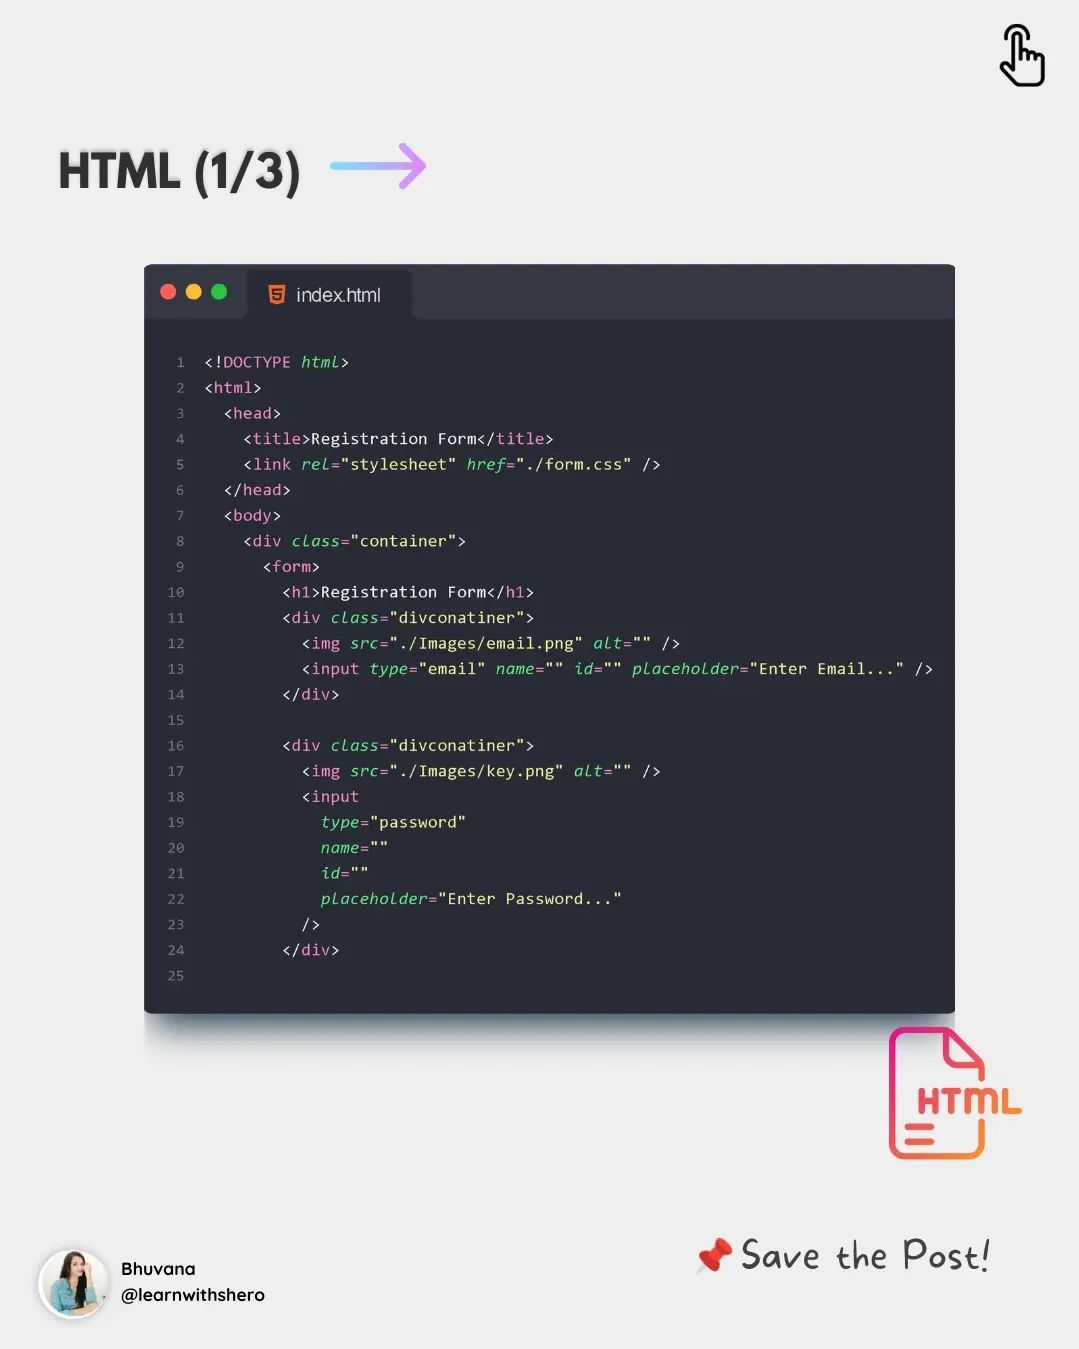 HTML (1/3)
index.html
1 <!DOCTYPE html>
2 <html>
3   <head>
4     <title>Registration Form</title>
5     <link rel="stylesheet" href="./form.css" />
6   </head>
7   <body>
8     <div class="container">
9       <form>
10         <h1>Registration Form</h1>
11         <div class="divconatiner">
12           <img src="./Images/email.png" alt="" />
13           <input type="email" name="" id="" placeholder="Enter Email..." />
14         </div>
15
16         <div class="divconatiner">
17           <img src="./Images/key.png" alt="" />
18           <input
19             type="password"
20             name=""
21             id=""
22             placeholder="Enter Password..."
23           />
24         </div>
25
HTML
Save the Post!
Bhuvana
@learnwithshero